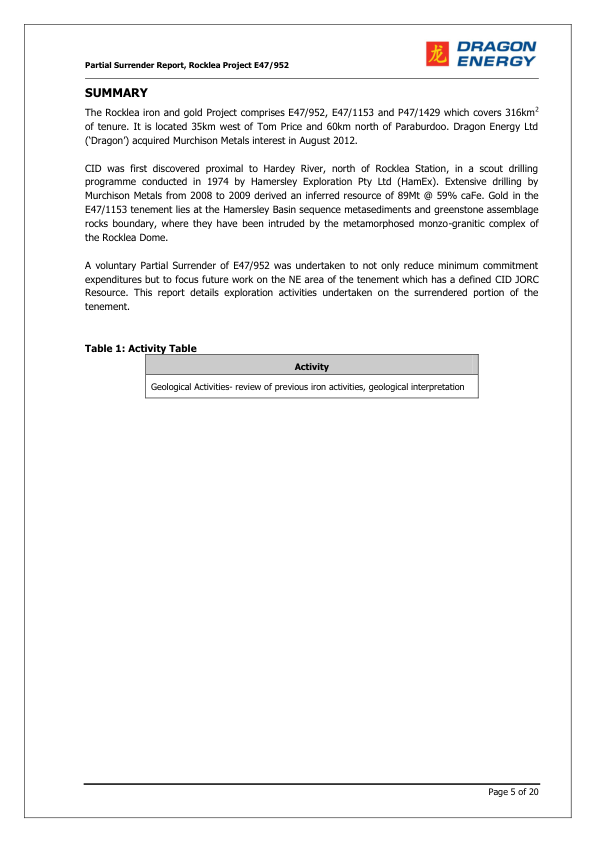 龙
DRAGON
ENERGY
Partial Surrender Report, Rocklea Project E47/952
SUMMARY
The Rocklea iron and gold Project comprises E47/952, E47/1153 and P47/1429 which covers 316km²
of tenure. It is located 35km west of Tom Price and 60km north of Paraburdoo. Dragon Energy Ltd
('Dragon') acquired Murchison Metals interest in August 2012.
CID was first discovered proximal to Hardey River, north of Rocklea Station, in a scout drilling
programme conducted in 1974 by Hamersley Exploration Pty Ltd (HamEx). Extensive drilling by
Murchison Metals from 2008 to 2009 derived an inferred resource of 89Mt @ 59% caFe. Gold in the
E47/1153 tenement lies at the Hamersley Basin sequence metasediments and greenstone assemblage
rocks boundary, where they have been intruded by the metamorphosed monzo-granitic complex of
the Rocklea Dome.
A voluntary Partial Surrender of E47/952 was undertaken to not only reduce minimum commitment
expenditures but to focus future work on the NE area of the tenement which has a defined CID JORC
Resource. This report details exploration activities undertaken on the surrendered portion of the
tenement.
Table 1: Activity Table
Activity
Geological Activities- review of previous iron activities, geological interpretation
Page 5 of 20